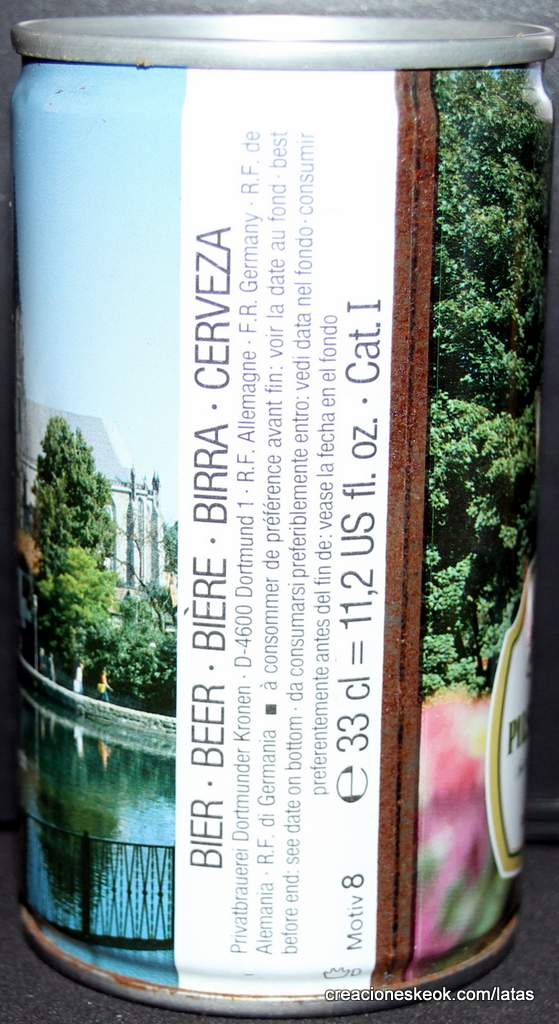 BIER · BEER · BIÈRE · BIRRA · CERVEZA
Privatbrauerei Dortmunder Kronen · D-4600 Dortmund 1 · R.F. Allemagne · F.R. Germany · R.F. de
Alemania · R.F. di Germania ■ à consommer de préférence avant fin: voir la date au fond · best
before end: see date on bottom · da consumarsi preferiblemente entro: vedi data nel fondo · consumir
preferentemente antes del fin de: vease la fecha en el fondo
Motiv 8 e 33 cl = 11,2 US fl. oz. · Cat. I
creacioneskeok.com/latas